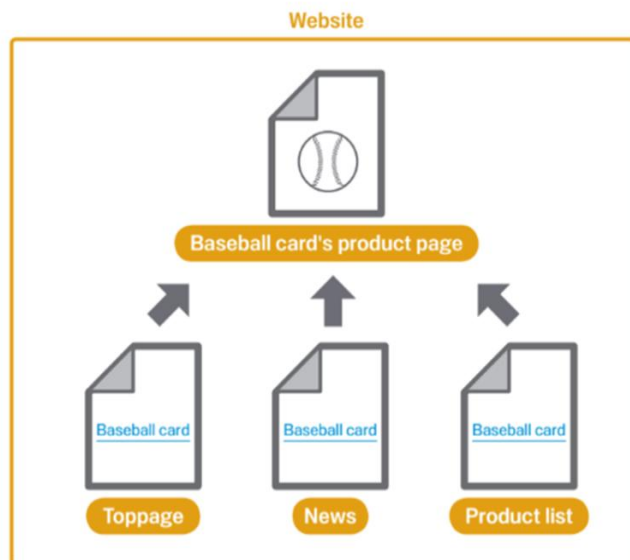 Website
Baseball card's product page
Baseball card
Baseball card
Baseball card
Toppage
News
Product list